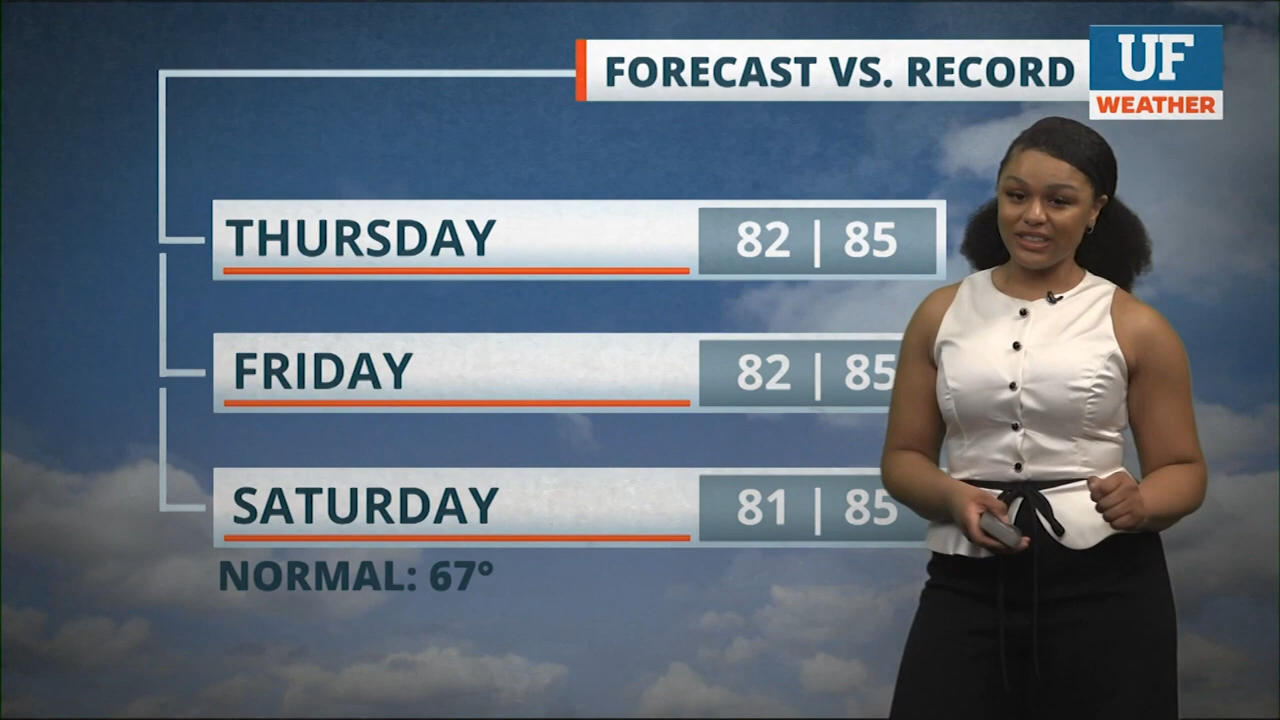 FORECAST VS. RECORD
UF
WEATHER
THURSDAY 82 | 85
FRIDAY 82 | 85
SATURDAY 81 | 85
NORMAL: 67°